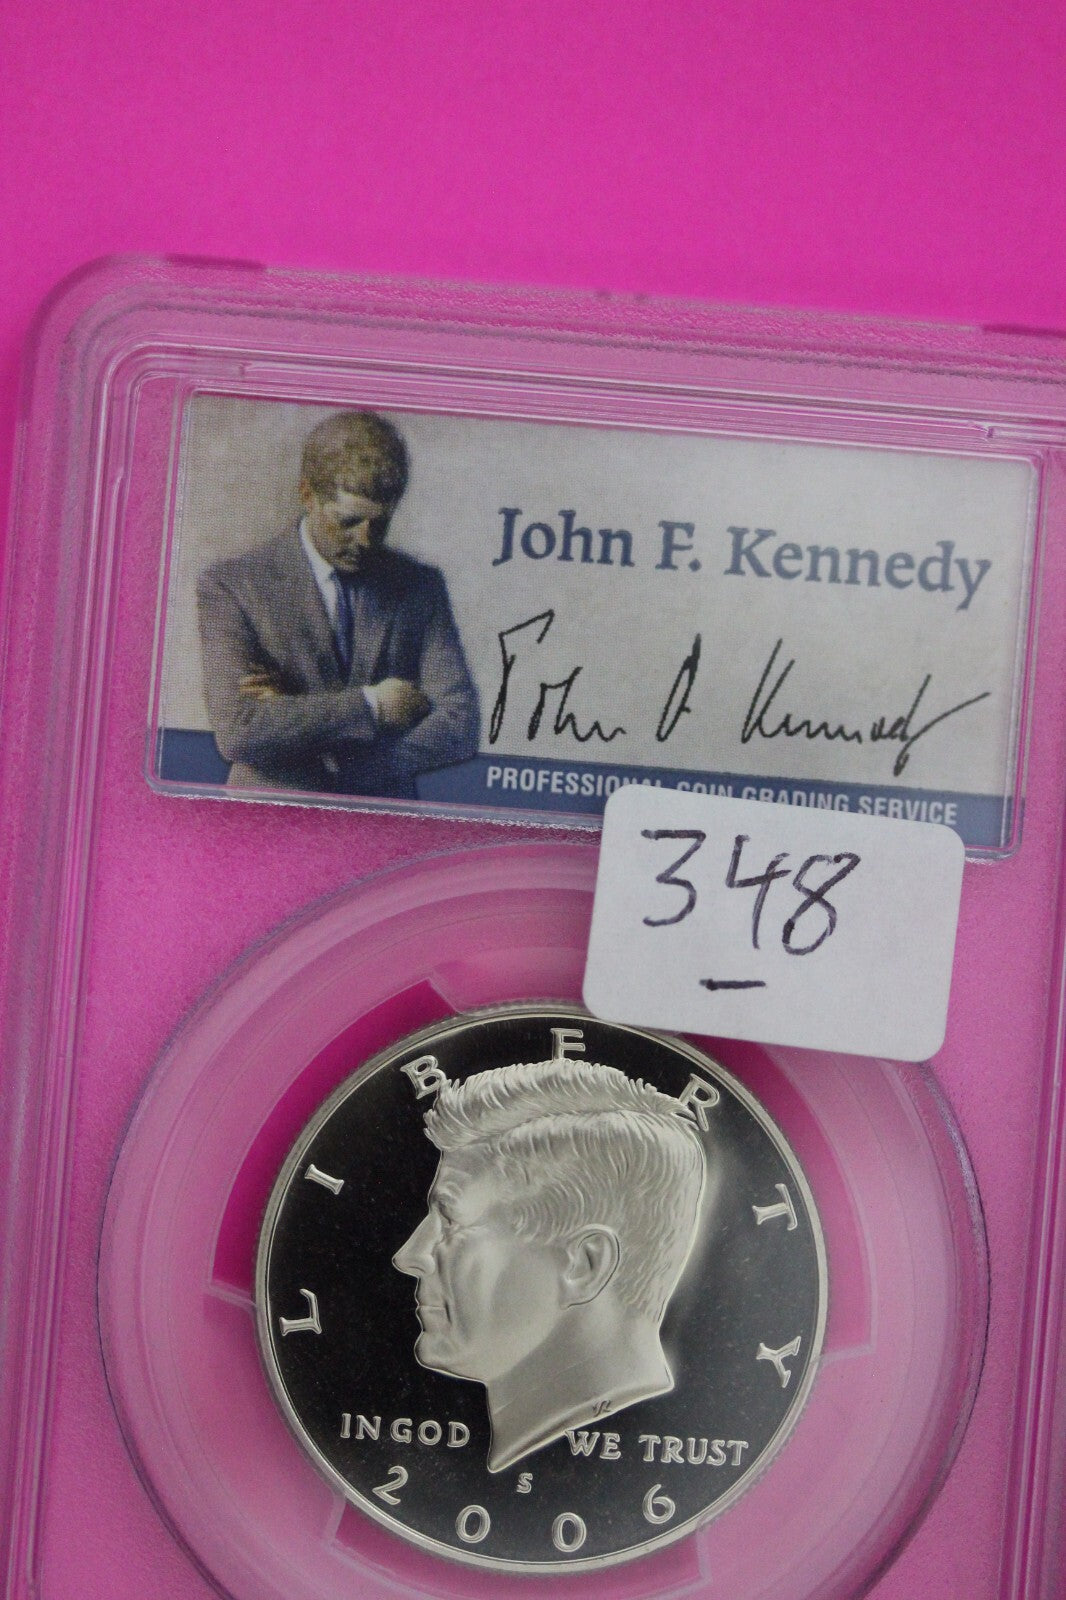 John F. Kennedy
John F Kennedy
PROFESSIONAL COIN GRADING SERVICE
348
LIBERTY
IN GOD WE TRUST
S
2006